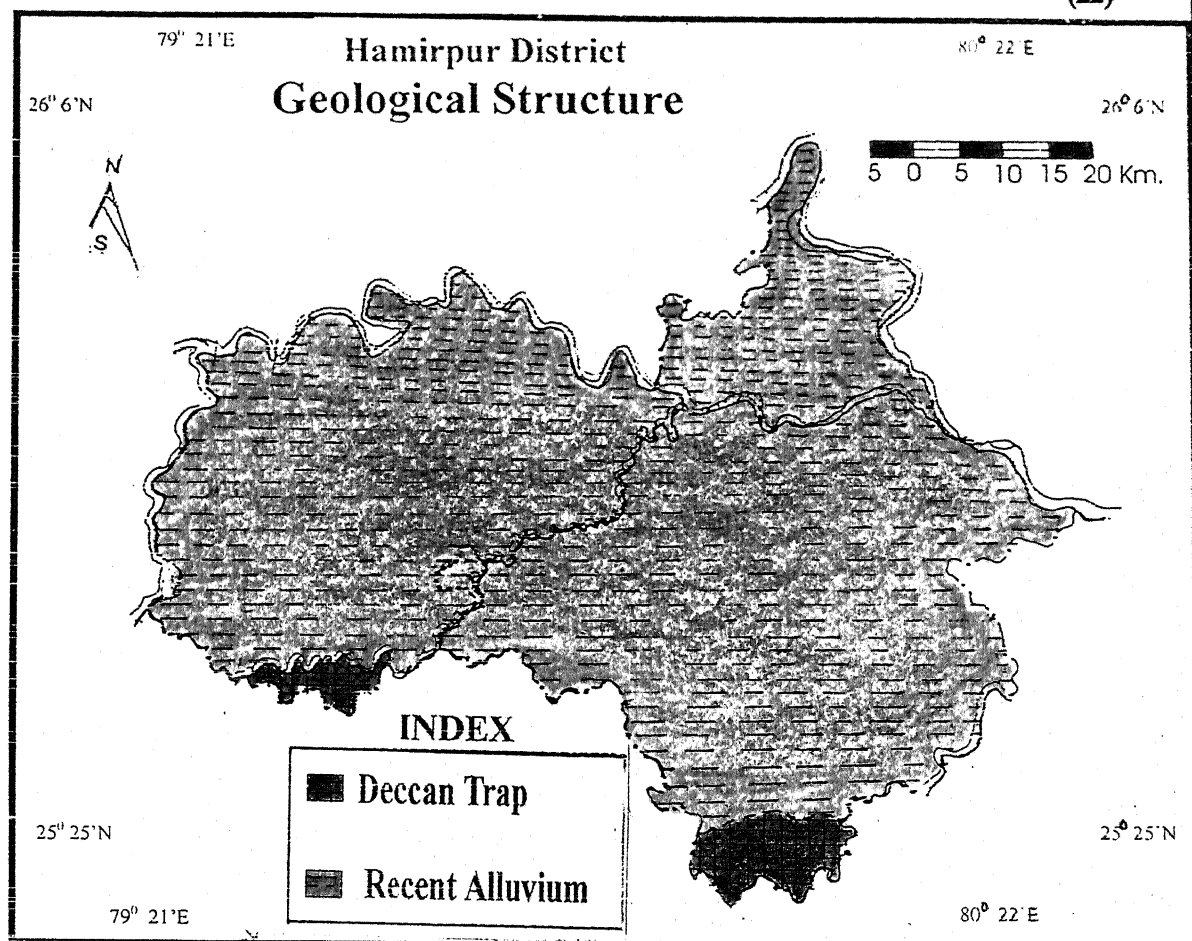 (22)
79° 21'E
Hamirpur District
80° 22'E
Geological Structure
26° 6'N
26° 6'N
N
S
5 0 5 10 15 20 Km.
INDEX
Deccan Trap
25° 25'N
25° 25'N
Recent Alluvium
79° 21'E
80° 22'E